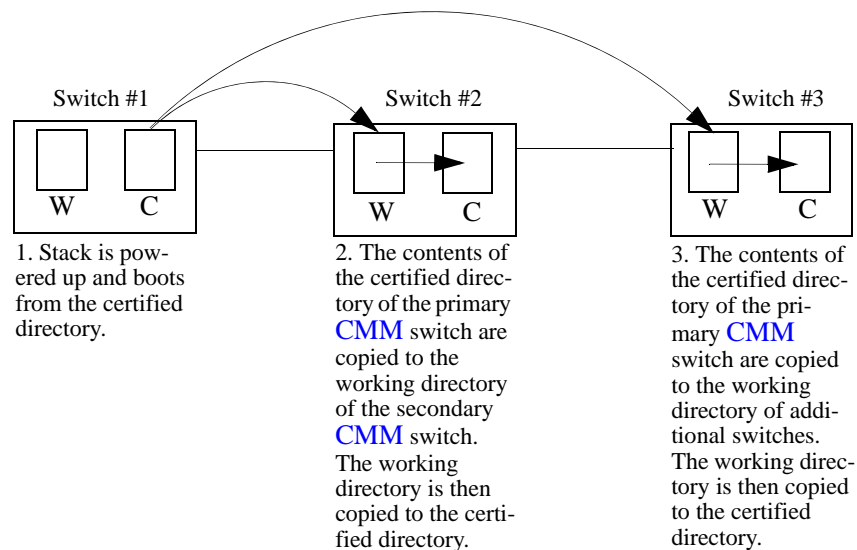 Switch #1
Switch #2
Switch #3
W
C
W
C
W
C
1. Stack is pow-
ered up and boots
from the certified
directory.
2. The contents of
the certified direc-
tory of the primary
CMM switch are
copied to the
working directory
of the secondary
CMM switch.
The working
directory is then
copied to the certi-
fied directory.
3. The contents of
the certified direc-
tory of the pri-
mary CMM
switch are copied
to the working
directory of addi-
tional switches.
The working direc-
tory is then copied
to the certified
directory.